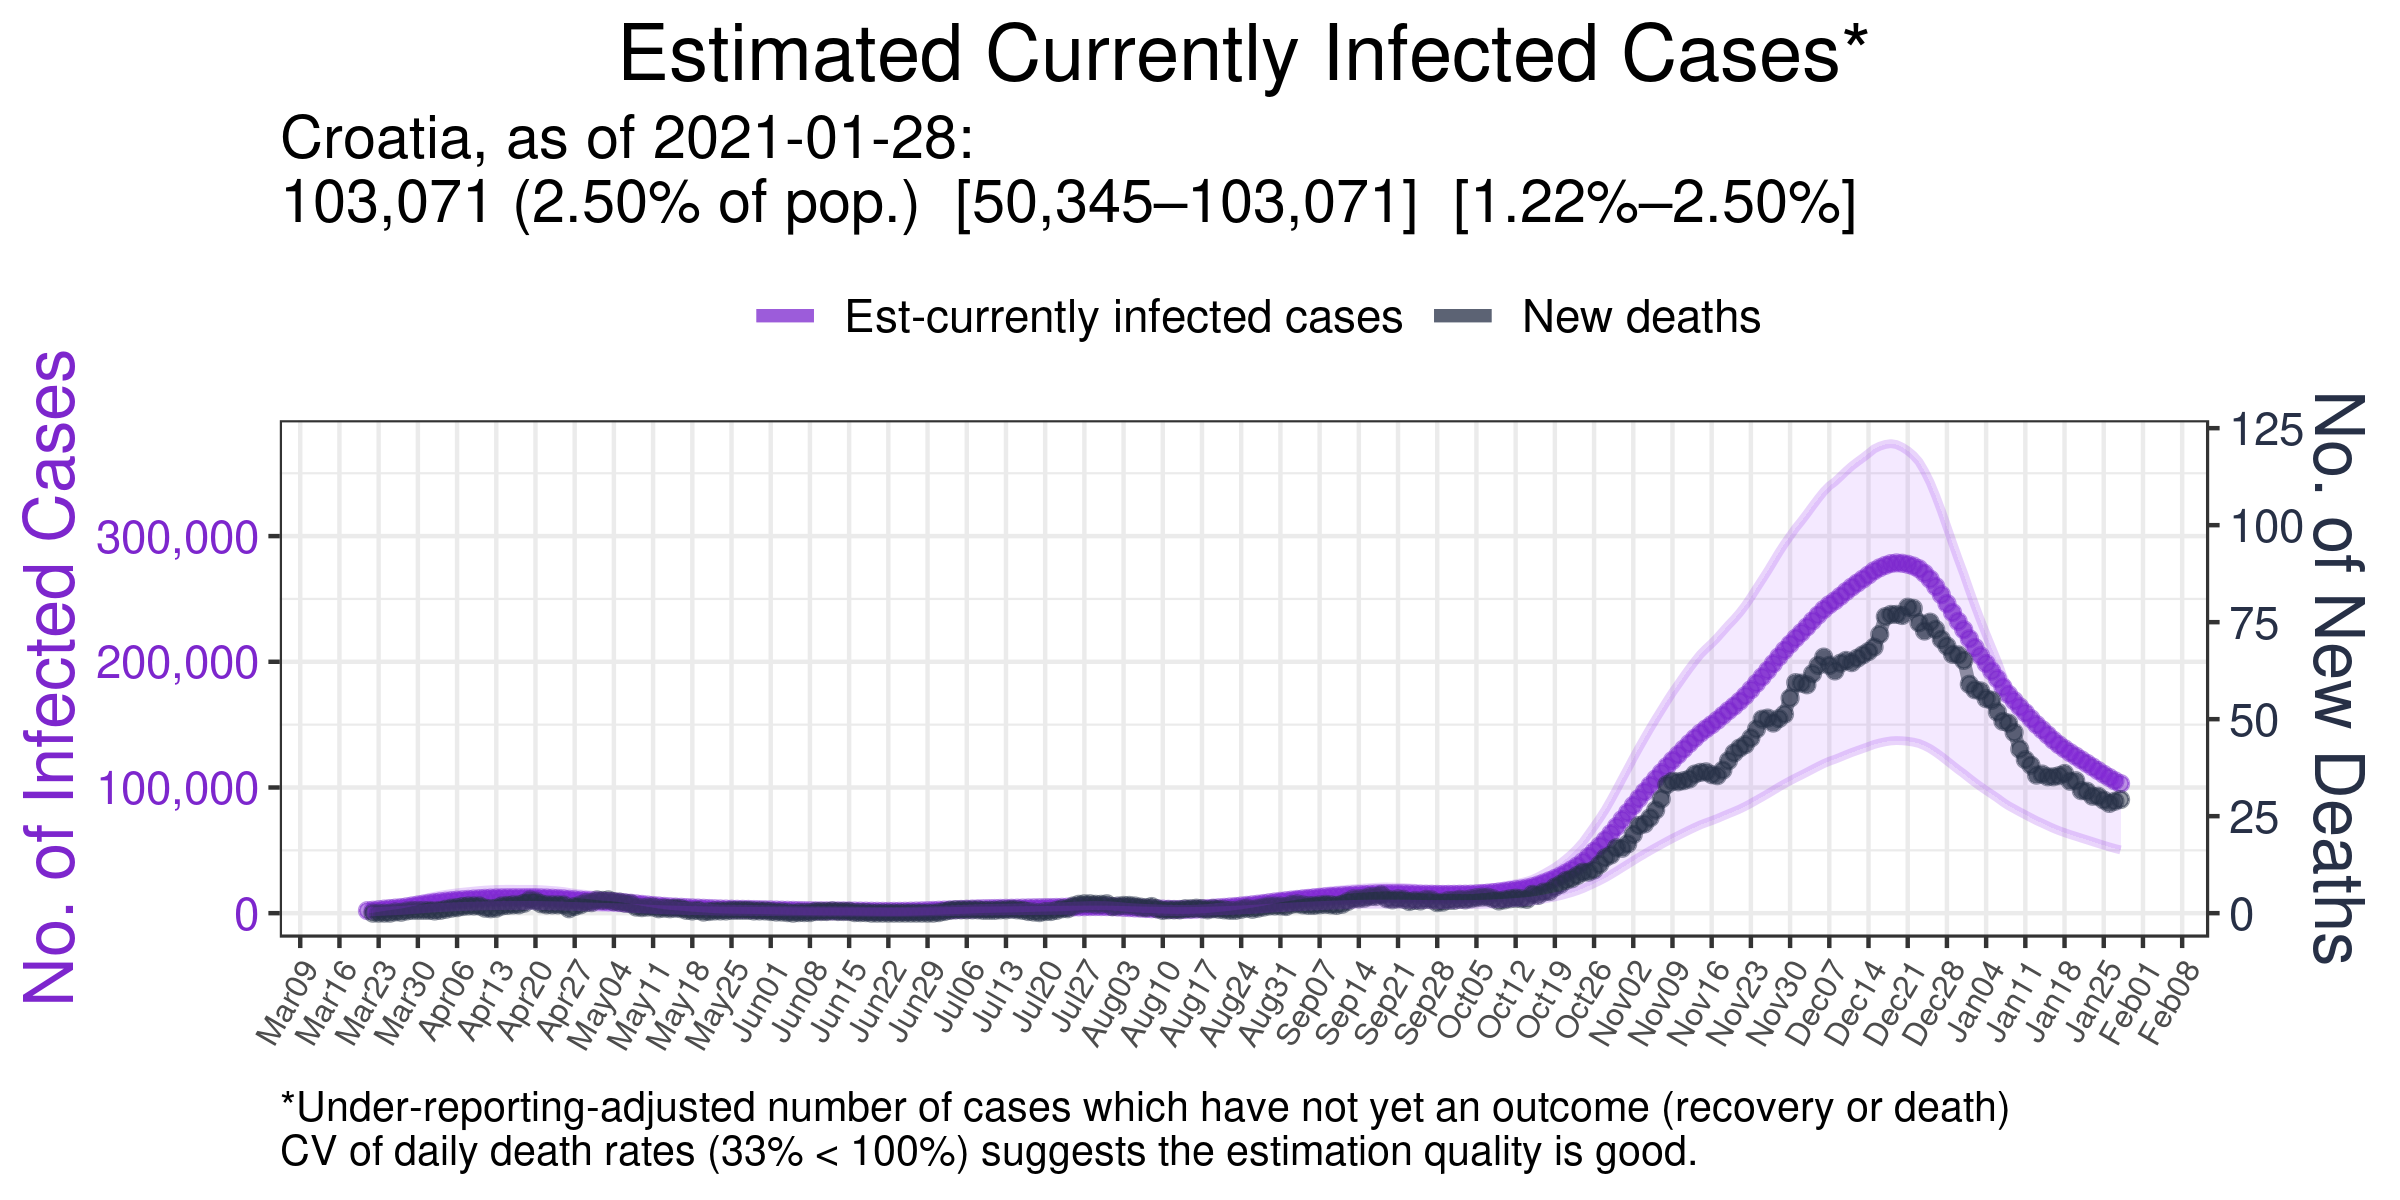 Estimated Currently Infected Cases*
Croatia, as of 2021-01-28:
103,071 (2.50% of pop.)  [50,345–103,071]  [1.22%–2.50%]
Est-currently infected cases
New deaths
No. of Infected Cases
300,000
200,000
100,000
0
125
100
75
50
25
0
No. of New Deaths
Mar09
Mar16
Mar23
Mar30
Apr06
Apr13
Apr20
Apr27
May04
May11
May18
May25
Jun01
Jun08
Jun15
Jun22
Jun29
Jul06
Jul13
Jul20
Jul27
Aug03
Aug10
Aug17
Aug24
Aug31
Sep07
Sep14
Sep21
Sep28
Oct05
Oct12
Oct19
Oct26
Nov02
Nov09
Nov16
Nov23
Nov30
Dec07
Dec14
Dec21
Dec28
Jan04
Jan11
Jan18
Jan25
Feb01
Feb08
*Under-reporting-adjusted number of cases which have not yet an outcome (recovery or death)
CV of daily death rates (33% < 100%) suggests the estimation quality is good.